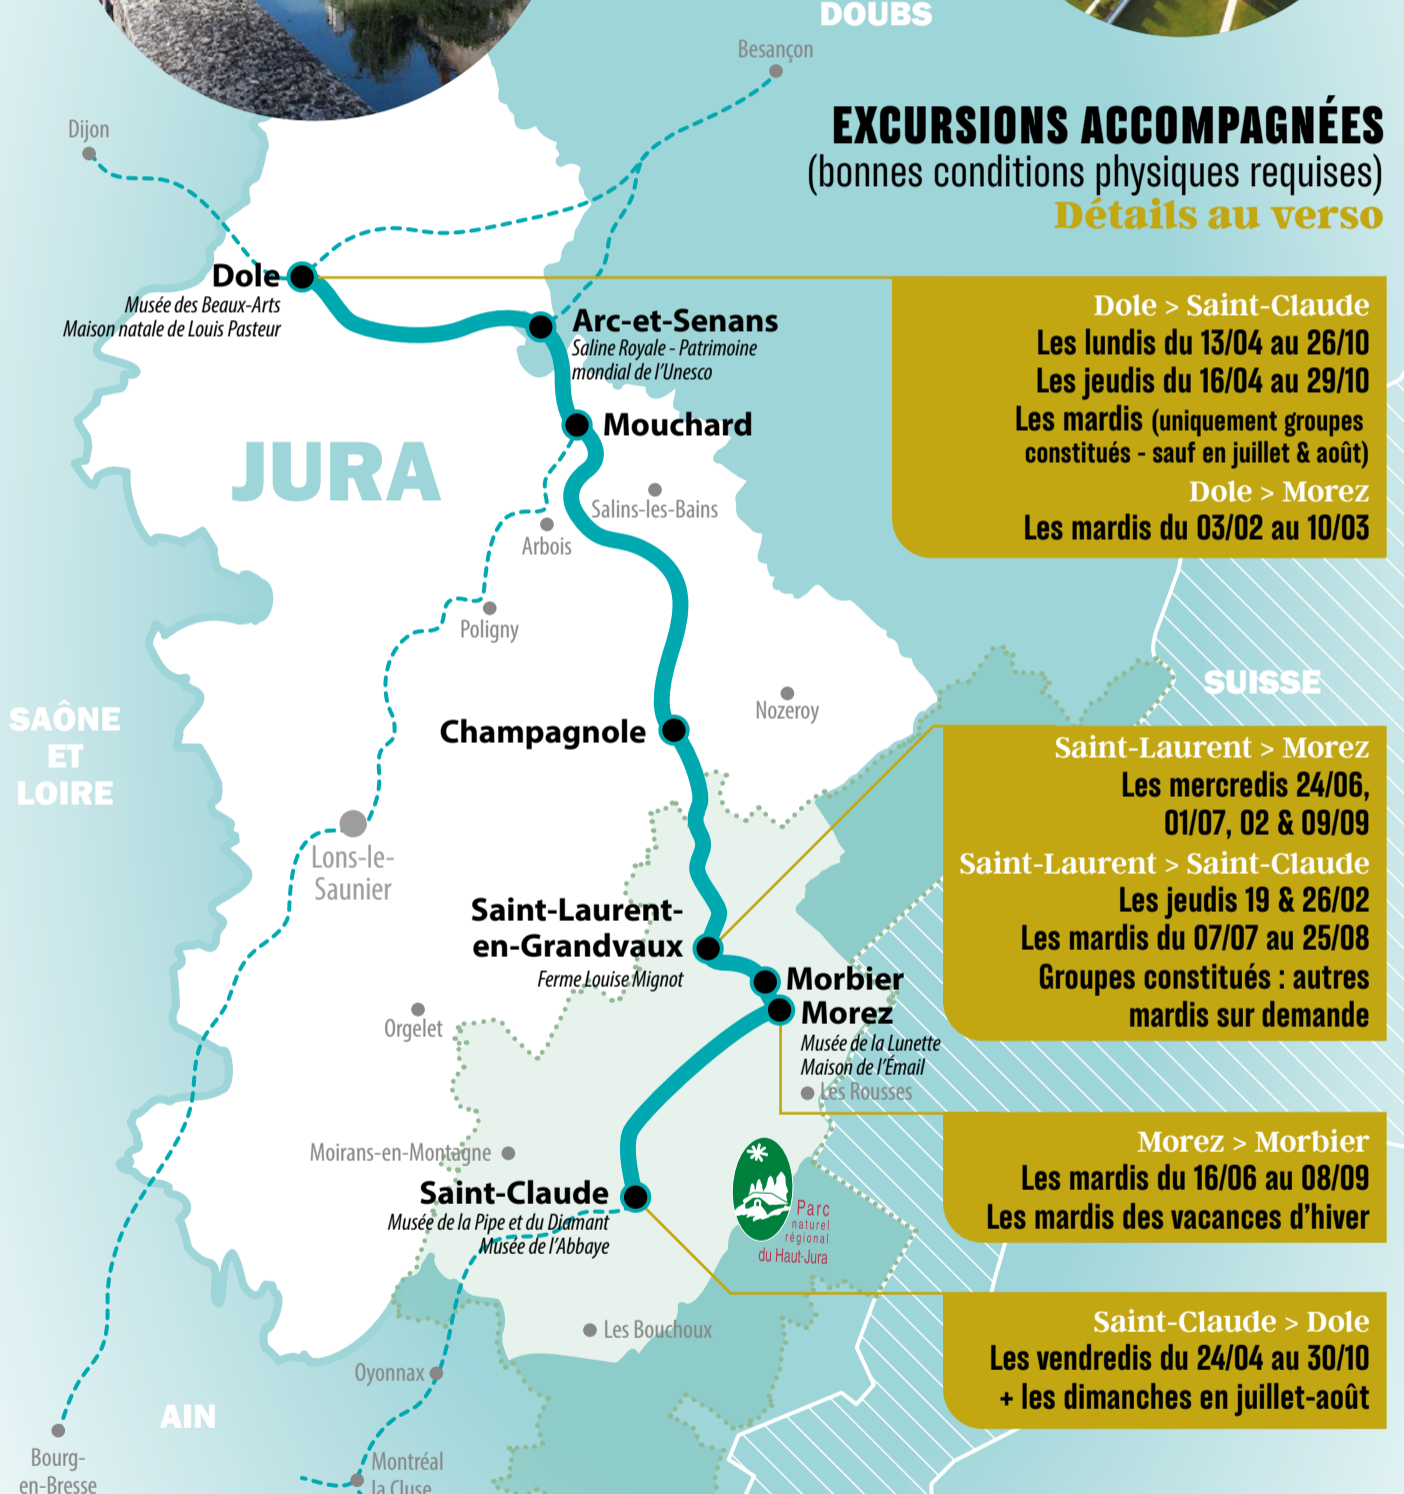 DOUBS
Besançon
EXCURSIONS ACCOMPAGNÉES
(bonnes conditions physiques requises)
Détails au verso
Dijon
Dole
Musée des Beaux-Arts
Maison natale de Louis Pasteur
Arc-et-Senans
Saline Royale - Patrimoine
mondial de l'Unesco
Dole > Saint-Claude
Les lundis du 13/04 au 26/10
Les jeudis du 16/04 au 29/10
Les mardis (uniquement groupes
constitués - sauf en juillet & août)
Dole > Morez
Les mardis du 03/02 au 10/03
Mouchard
JURA
Salins-les-Bains
Arbois
Poligny
Nozeroy
SUISSE
SAÔNE
ET
LOIRE
Champagnole
Saint-Laurent > Morez
Les mercredis 24/06,
01/07, 02 & 09/09
Saint-Laurent > Saint-Claude
Les jeudis 19 & 26/02
Les mardis du 07/07 au 25/08
Groupes constitués : autres
mardis sur demande
Lons-le-
Saunier
Saint-Laurent-
en-Grandvaux
Ferme Louise Mignot
Morbier
Morez
Musée de la Lunette
Maison de l'Émail
Les Rousses
Orgelet
Morez > Morbier
Les mardis du 16/06 au 08/09
Les mardis des vacances d'hiver
Moirans-en-Montagne
Saint-Claude
Musée de la Pipe et du Diamant
Musée de l'Abbaye
Parc
naturel
régional
du Haut-Jura
Saint-Claude > Dole
Les vendredis du 24/04 au 30/10
+ les dimanches en juillet-août
Les Bouchoux
Oyonnax
AIN
Bourg-
en-Bresse
Montréal
la Cluse